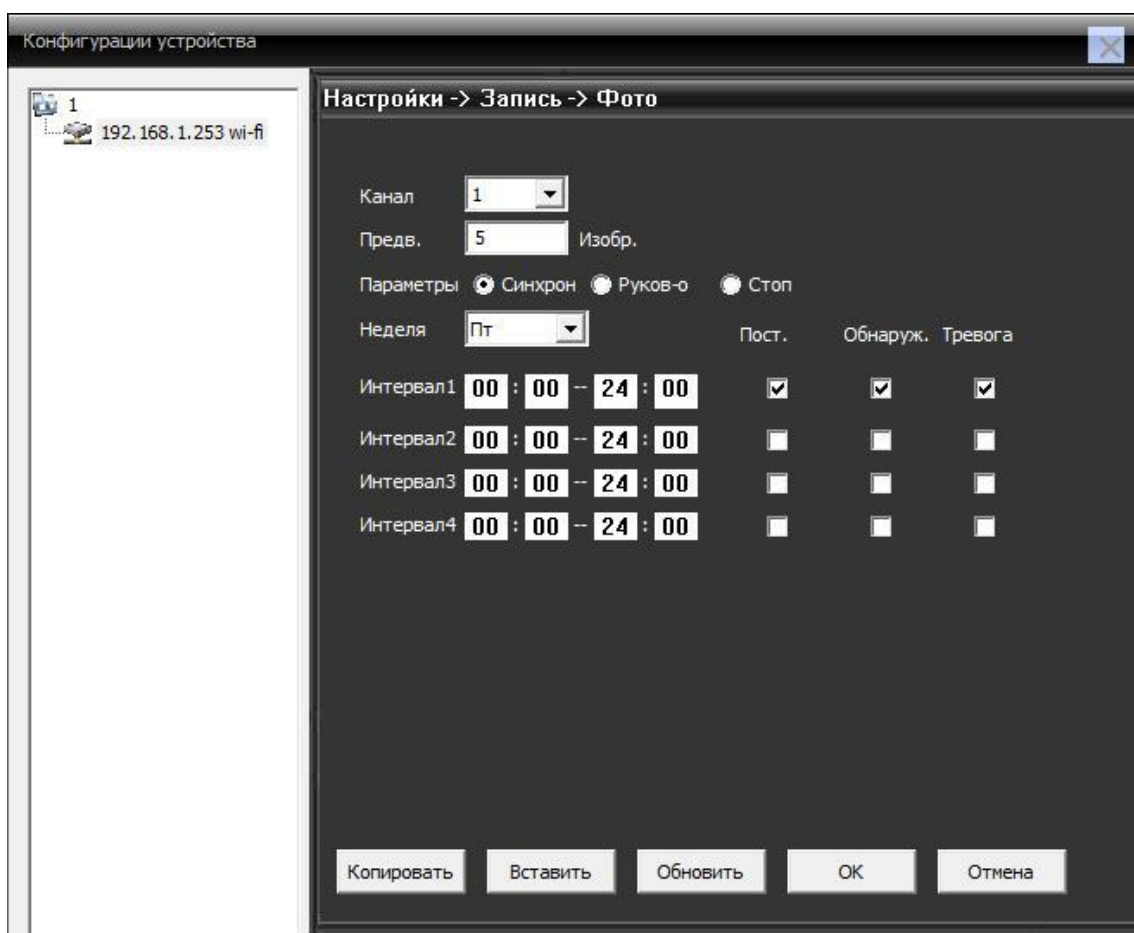 Конфигурации устройства
1
192.168.1.253 wi-fi
Настройки -> Запись -> Фото
Канал 1
Предв. 5 Изобр.
Параметры Синхрон Руков-о Стоп
Неделя Пт Пост. Обнаруж. Тревога
Интервал1 00 : 00 -- 24 : 00
Интервал2 00 : 00 -- 24 : 00
Интервал3 00 : 00 -- 24 : 00
Интервал4 00 : 00 -- 24 : 00
Копировать Вставить Обновить OK Отмена